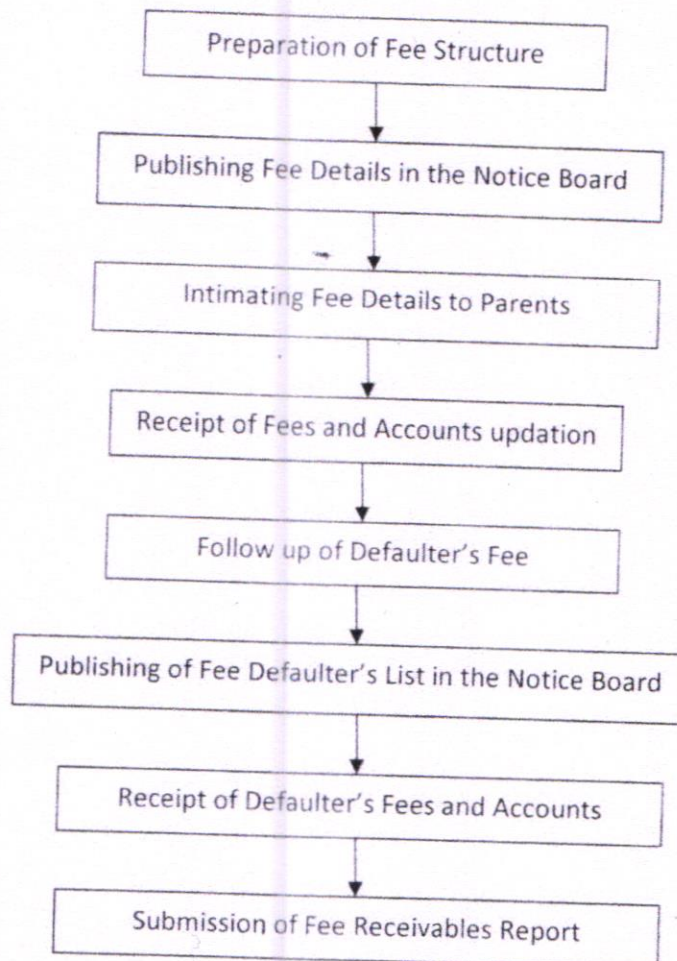 Preparation of Fee Structure
Publishing Fee Details in the Notice Board
Intimating Fee Details to Parents
Receipt of Fees and Accounts updation
Follow up of Defaulter's Fee
Publishing of Fee Defaulter's List in the Notice Board
Receipt of Defaulter's Fees and Accounts
Submission of Fee Receivables Report